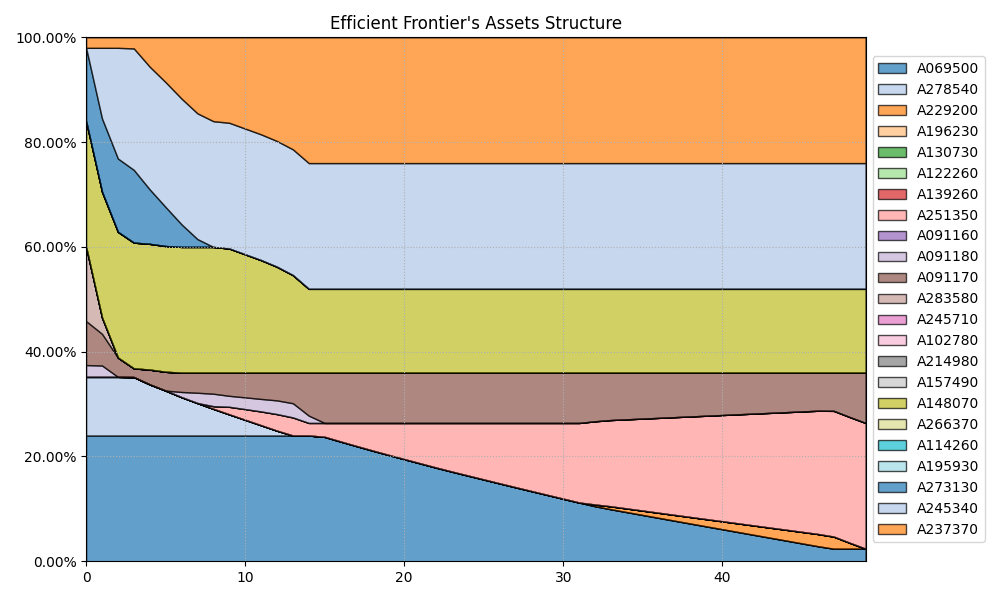 Efficient Frontier's Assets Structure
100.00%
80.00%
60.00%
40.00%
20.00%
0.00%
0
10
20
30
40
A069500
A278540
A229200
A196230
A130730
A122260
A139260
A251350
A091160
A091180
A091170
A283580
A245710
A102780
A214980
A157490
A148070
A266370
A114260
A195930
A273130
A245340
A237370